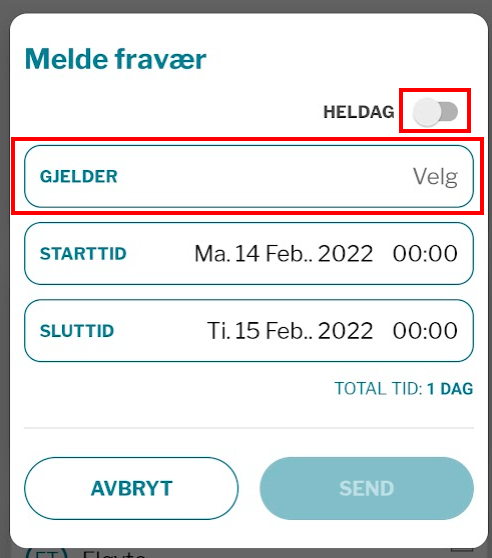 Melde fravær
HELDAG
GJELDER Velg
STARTTID Ma. 14 Feb.. 2022 00:00
SLUTTID Ti. 15 Feb.. 2022 00:00
TOTAL TID: 1 DAG
AVBRYT SEND